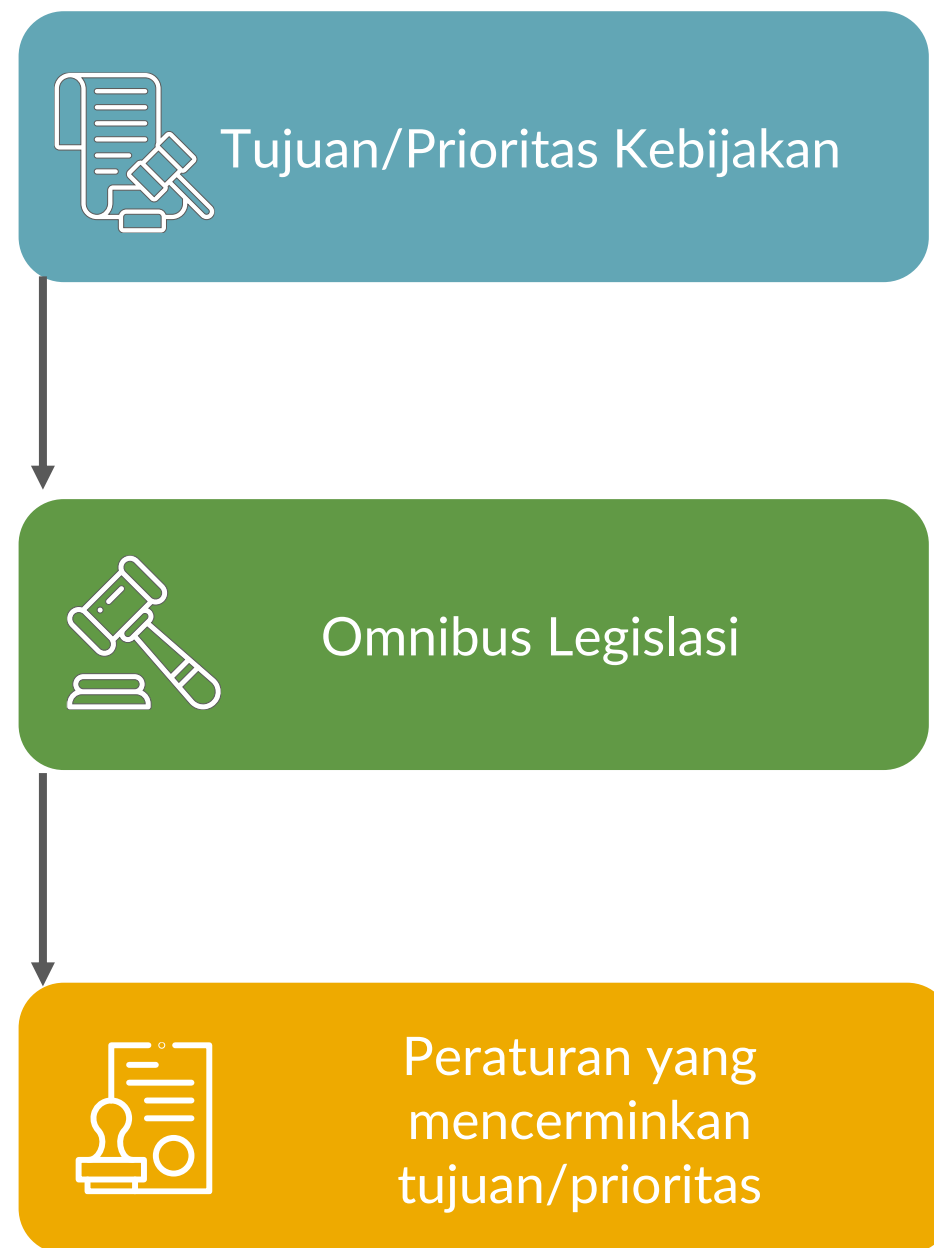 Tujuan/Prioritas Kebijakan
Omnibus Legislasi
Peraturan yang
mencerminkan
tujuan/prioritas